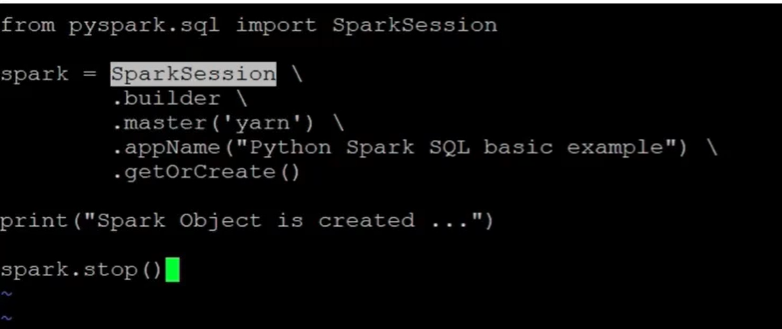 from pyspark.sql import SparkSession
spark = SparkSession \
.builder \
.master('yarn') \
.appName("Python Spark SQL basic example") \
.getOrCreate()
print("Spark Object is created ...")
spark.stop()
~
~